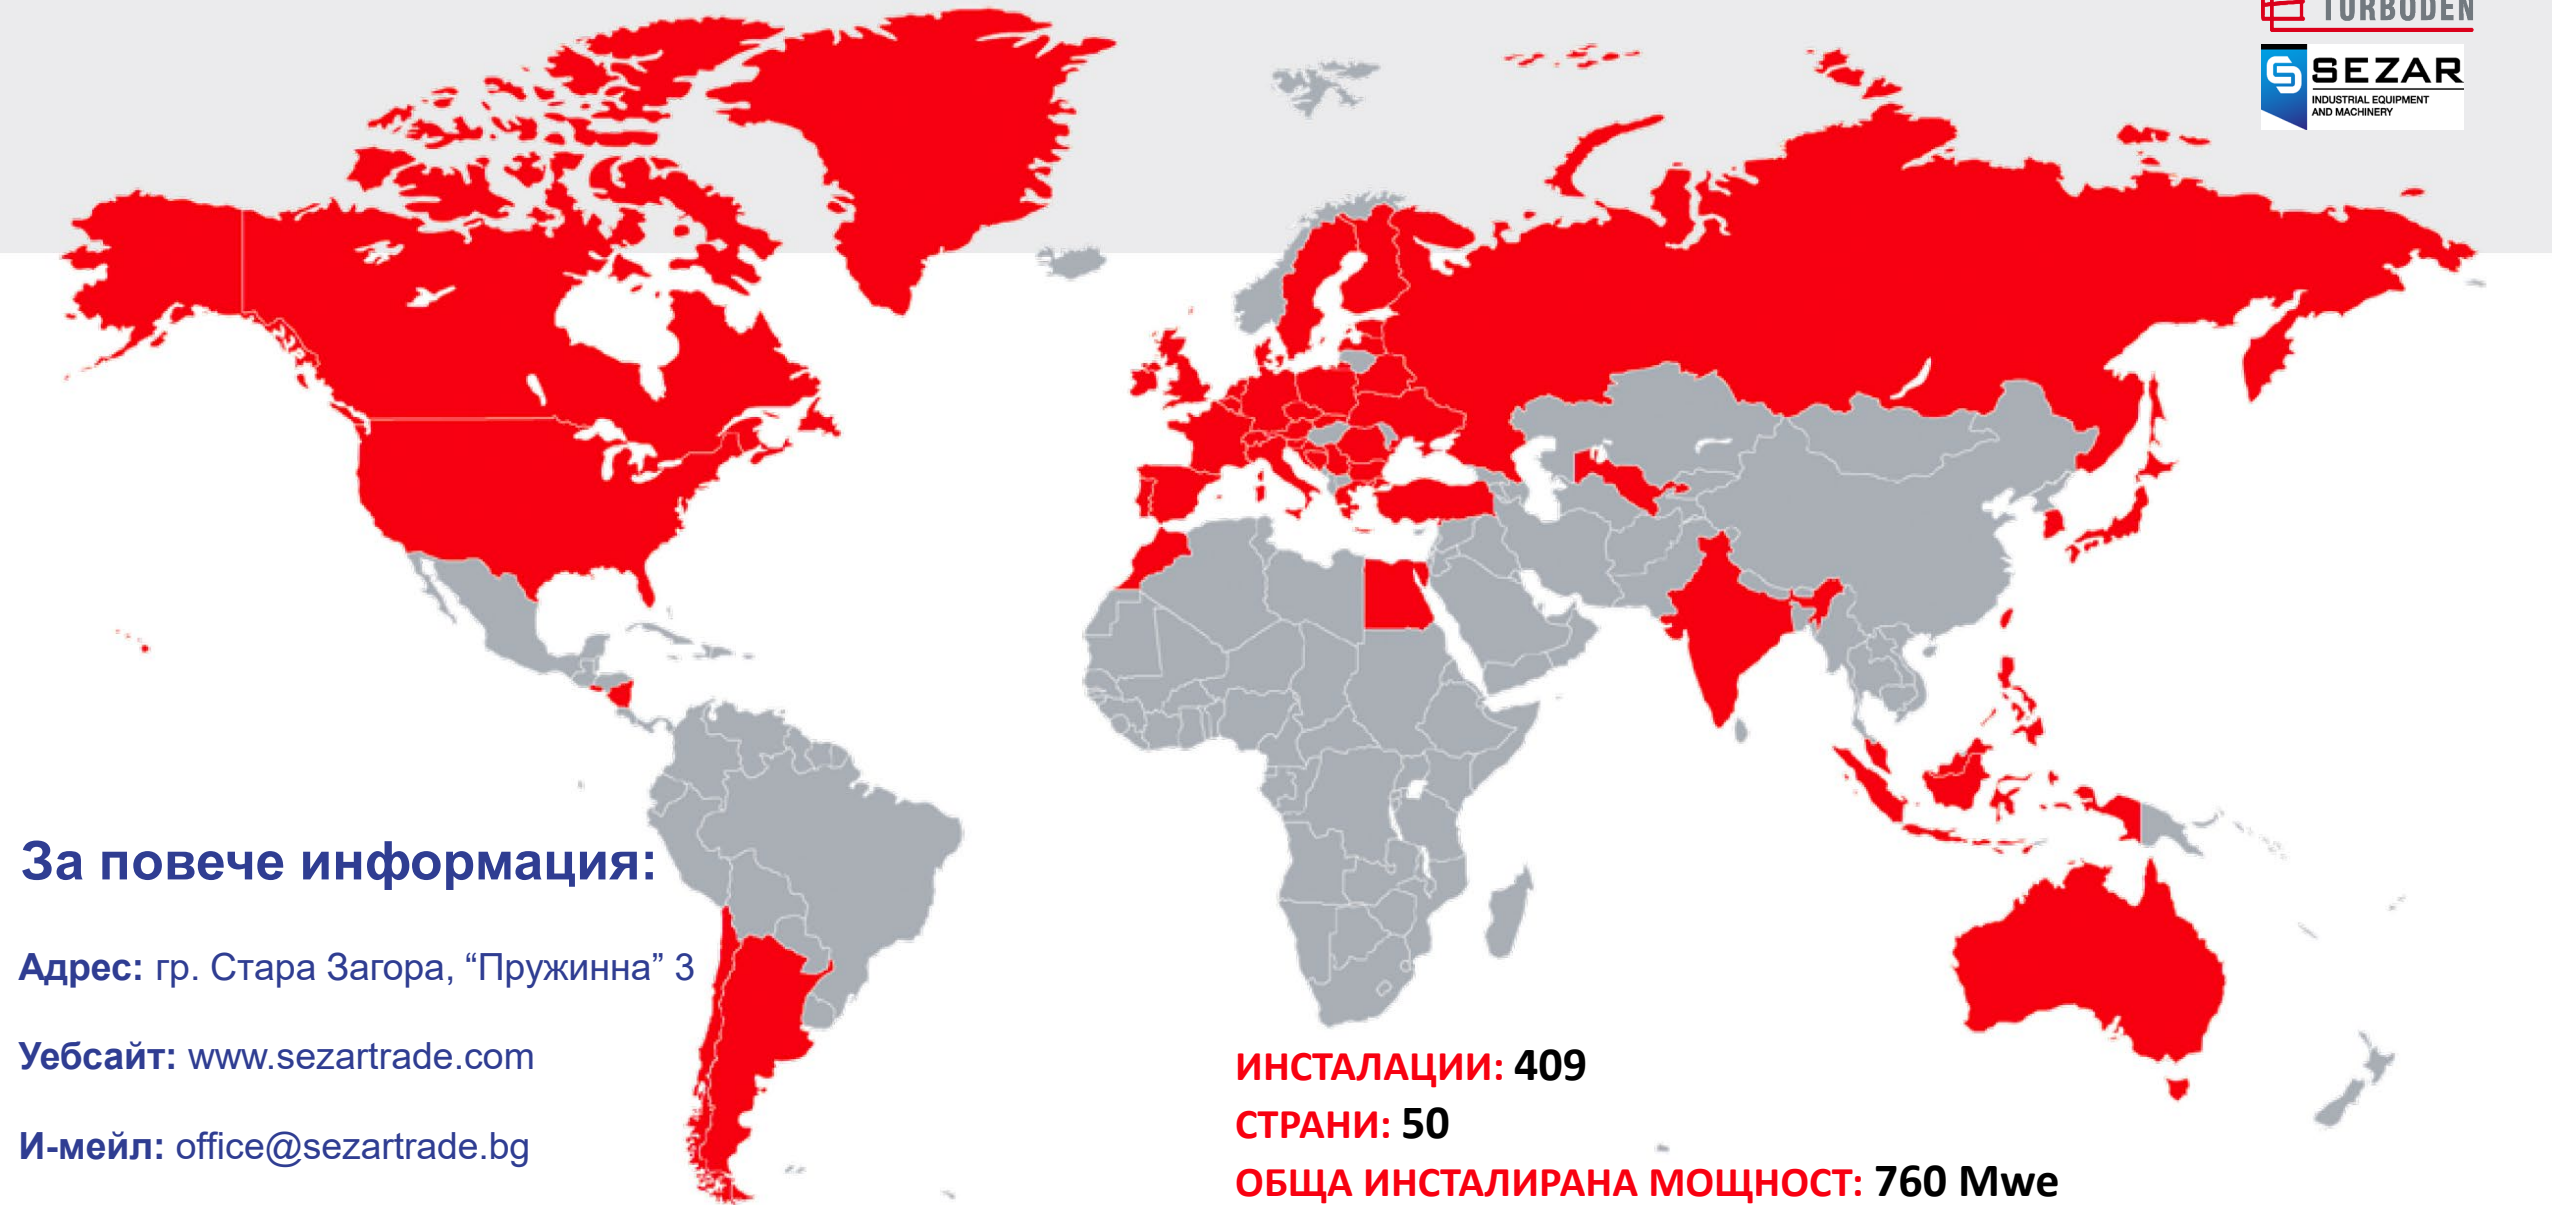 TURBODEN
SEZAR
INDUSTRIAL EQUIPMENT
AND MACHINERY
За повече информация:
Адрес: гр. Стара Загора, “Пружинна” 3
Уебсайт: www.sezartrade.com
И-мейл: office@sezartrade.bg
ИНСТАЛАЦИИ: 409
СТРАНИ: 50
ОБЩА ИНСТАЛИРАНА МОЩНОСТ: 760 Mwe